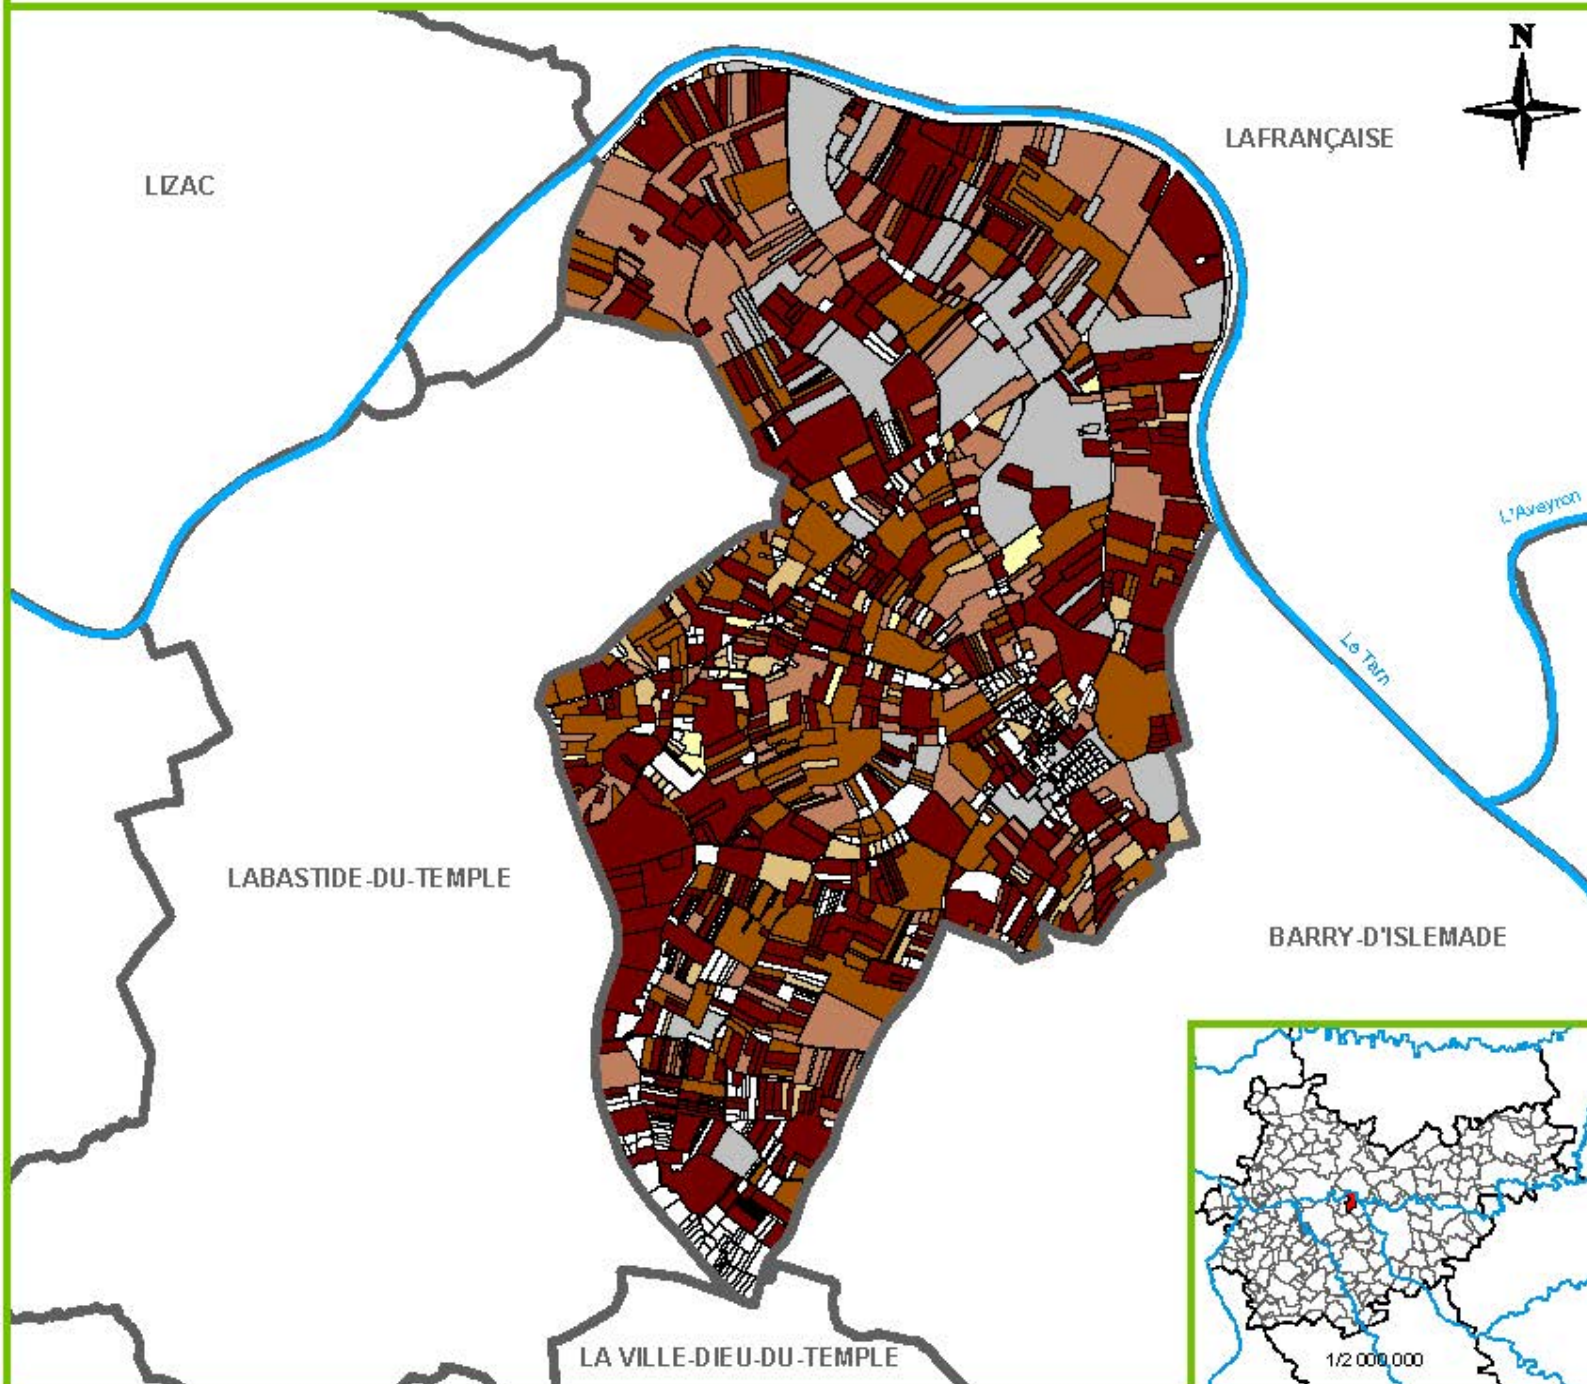 N
LAFRANÇAISE
LIZAC
L'Aveyron
Le Tarn
LABASTIDE-DU-TEMPLE
BARRY-D'ISLEMADE
LA VILLE-DIEU-DU-TEMPLE
1/2 000 000